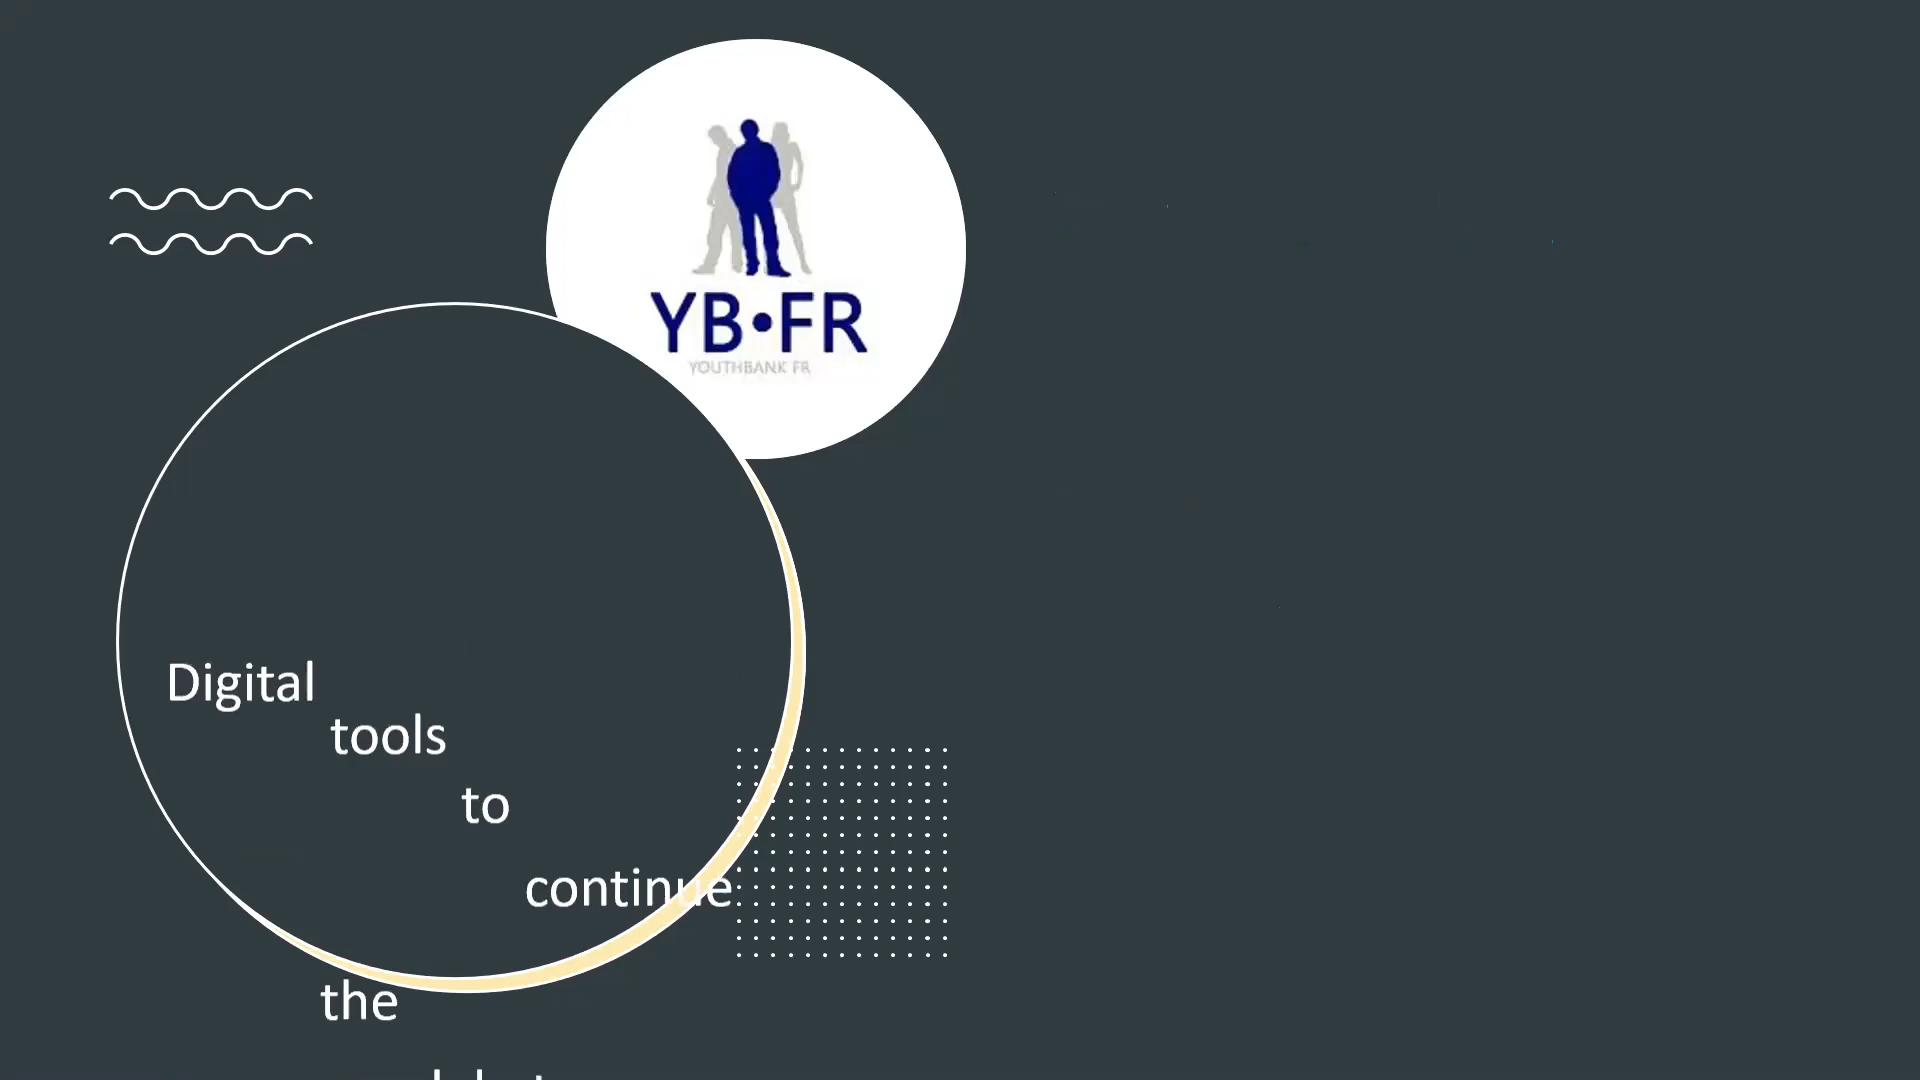 YB•FR
YOUTHBANK FR
Digital
tools
to
continue
the